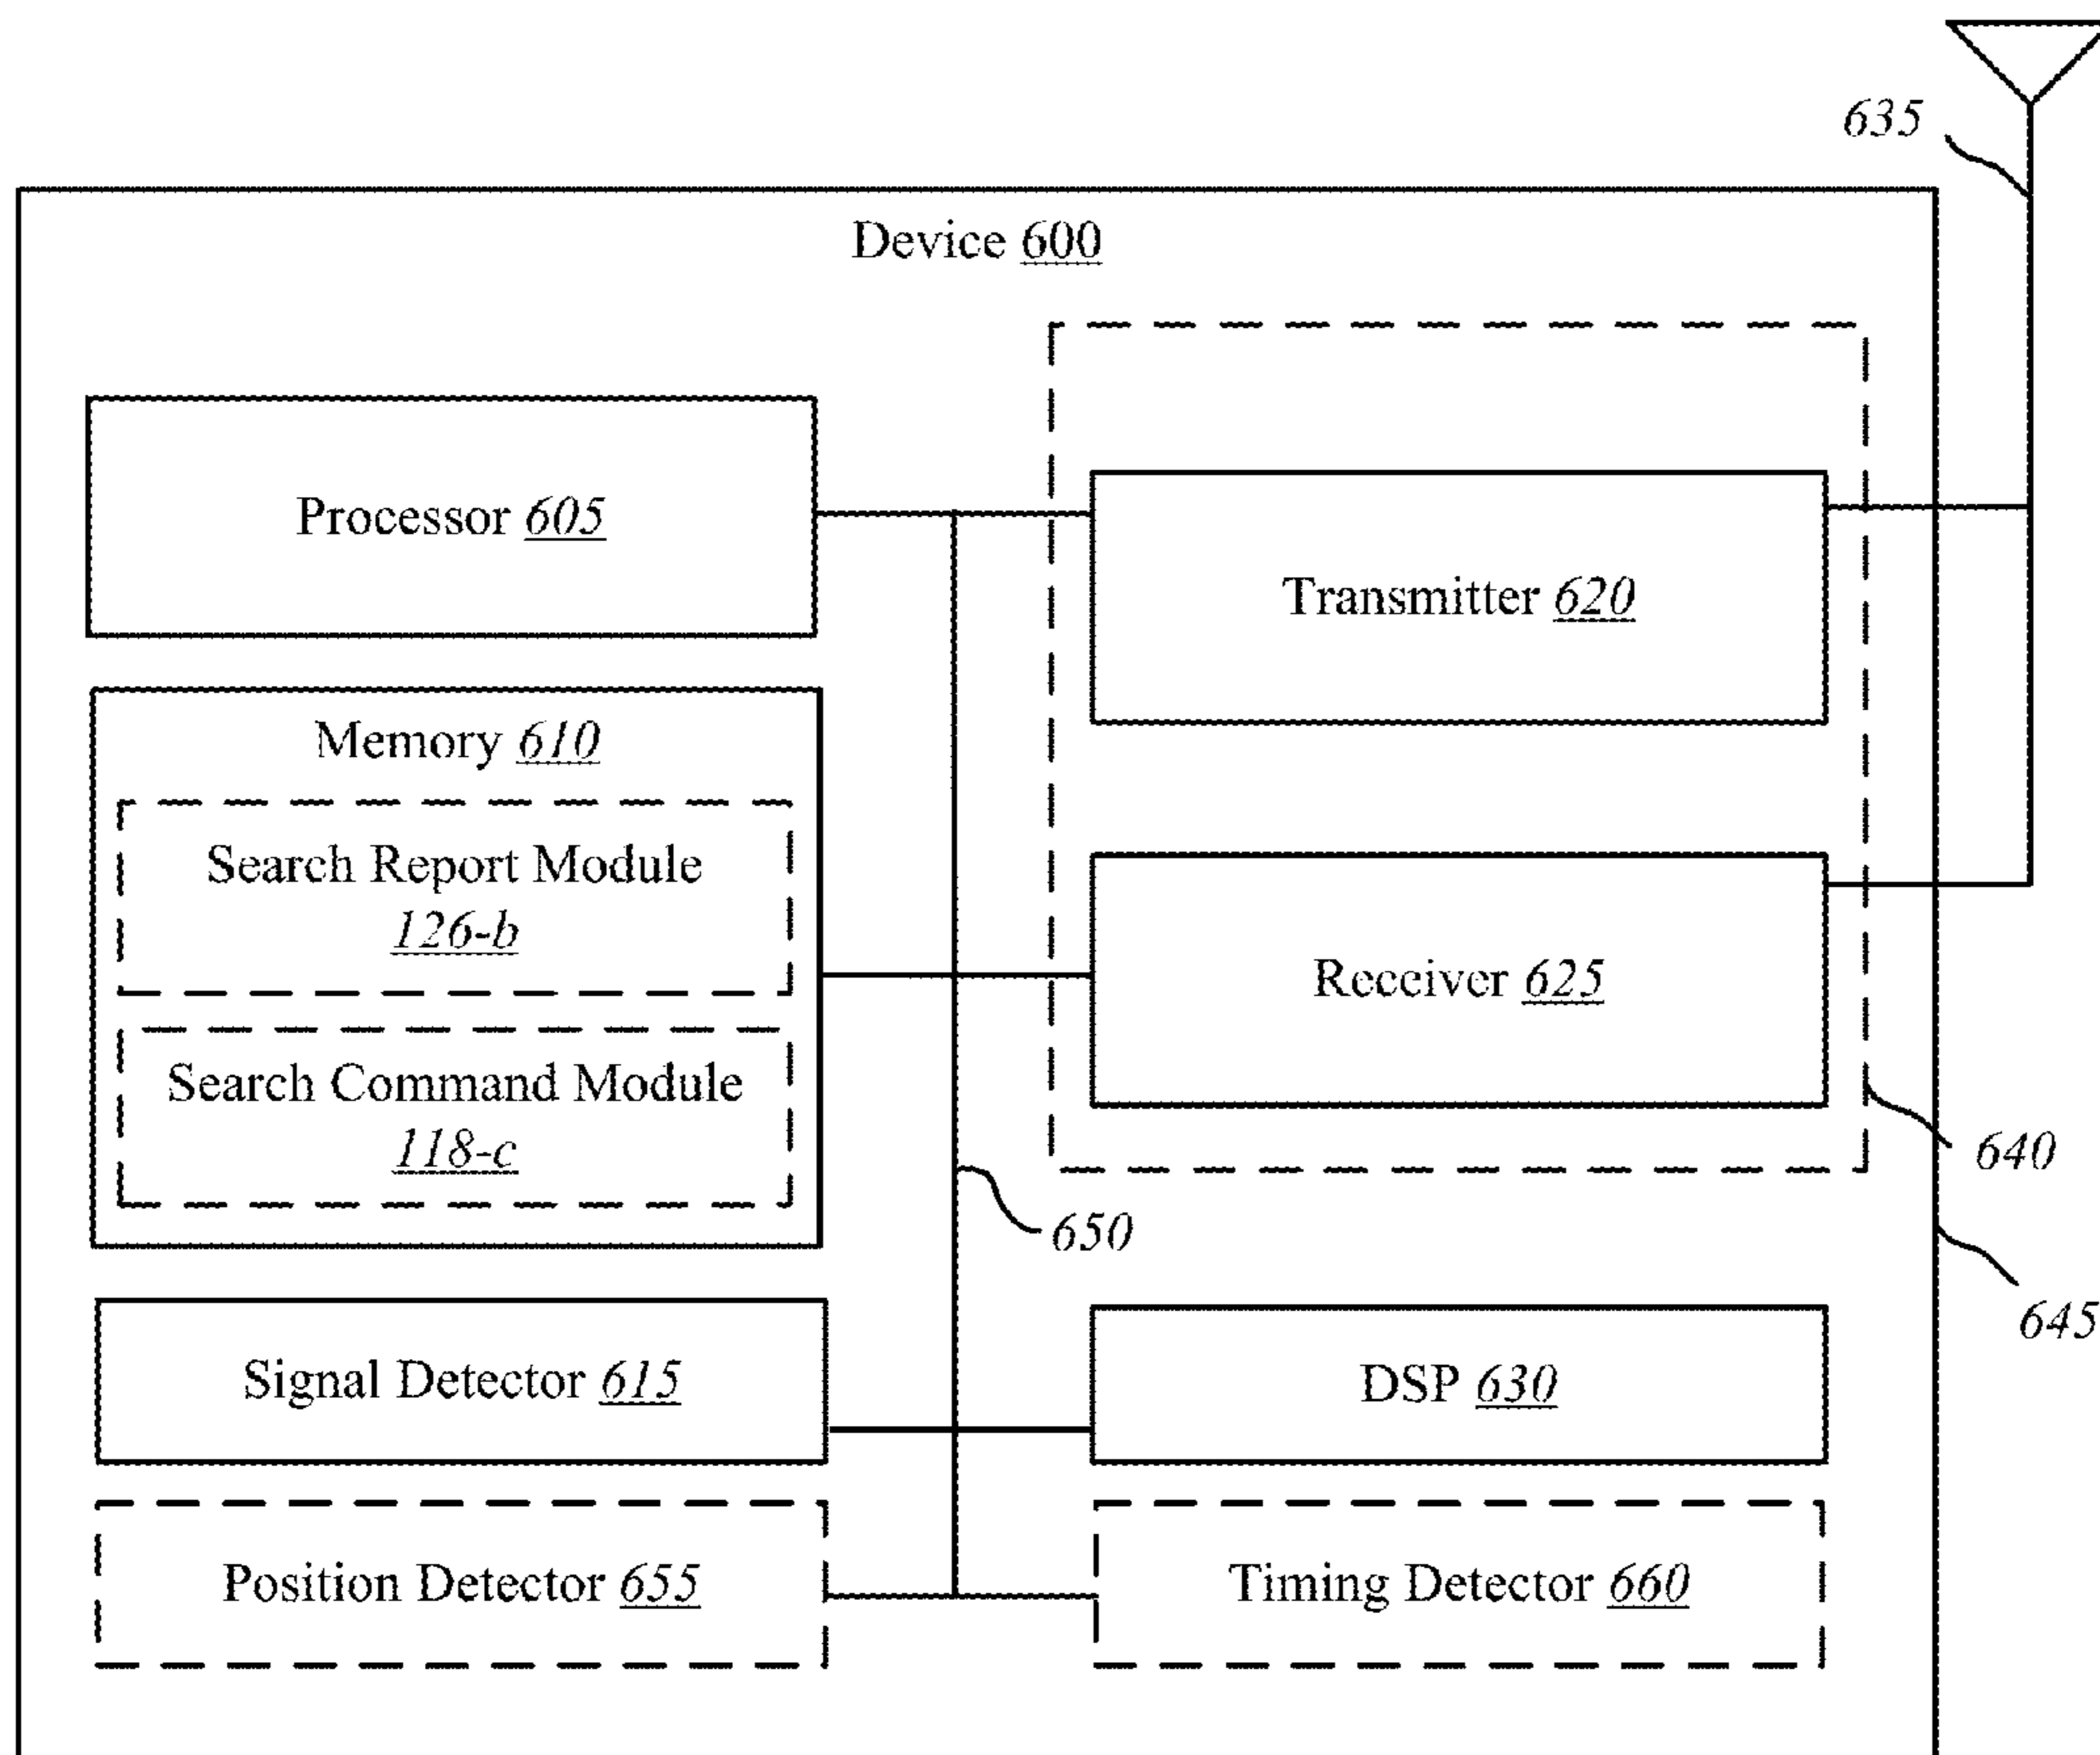 635
Device 600
Processor 605
Transmitter 620
Memory 610
Search Report Module
126-b
Receiver 625
Search Command Module
118-c
640
650
645
Signal Detector 615
DSP 630
Position Detector 655
Timing Detector 660